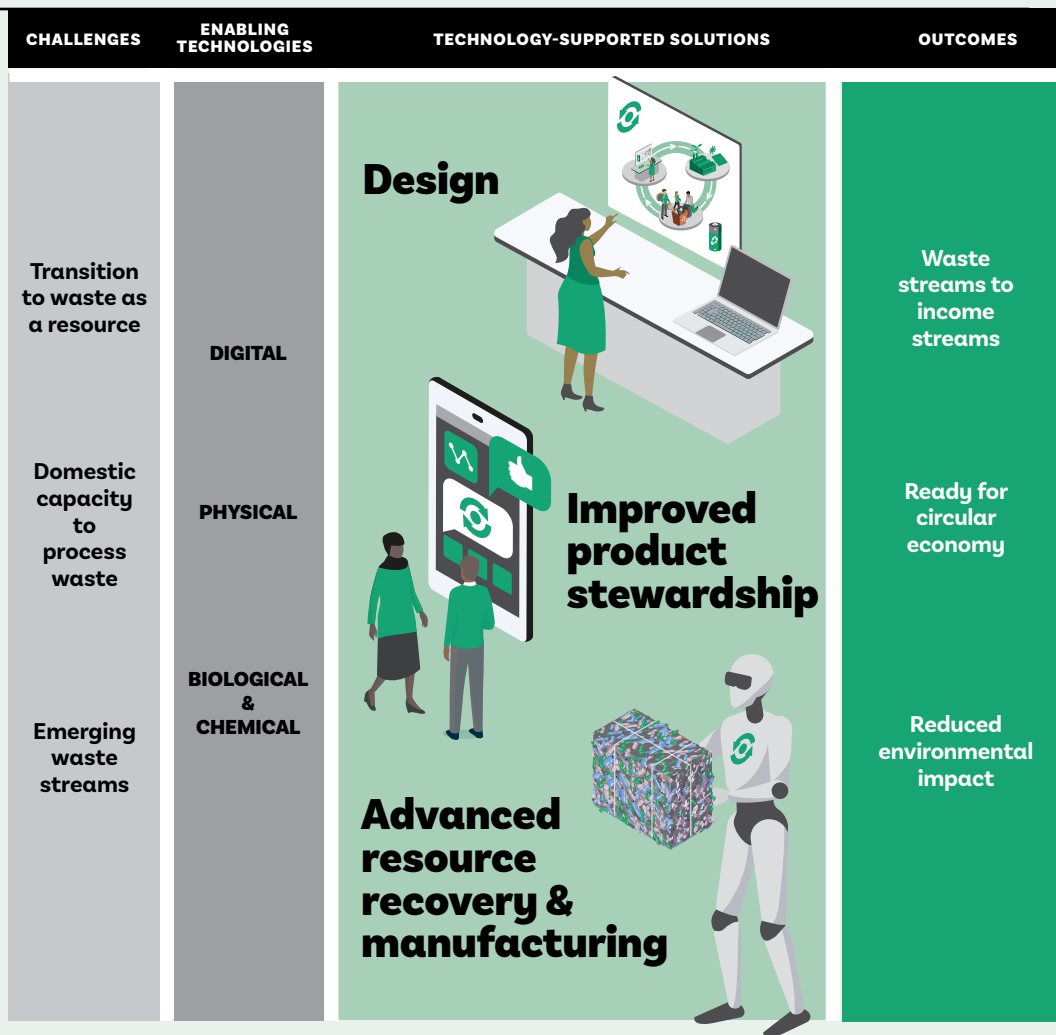 CHALLENGES
ENABLING
TECHNOLOGIES
TECHNOLOGY-SUPPORTED SOLUTIONS
OUTCOMES
Transition
to waste as
a resource
Domestic
capacity
to
process
waste
Emerging
waste
streams
DIGITAL
PHYSICAL
BIOLOGICAL
&
CHEMICAL
Design
Improved
product
stewardship
Advanced
resource
recovery &
manufacturing
Waste
streams to
income
streams
Ready for
circular
economy
Reduced
environmental
impact